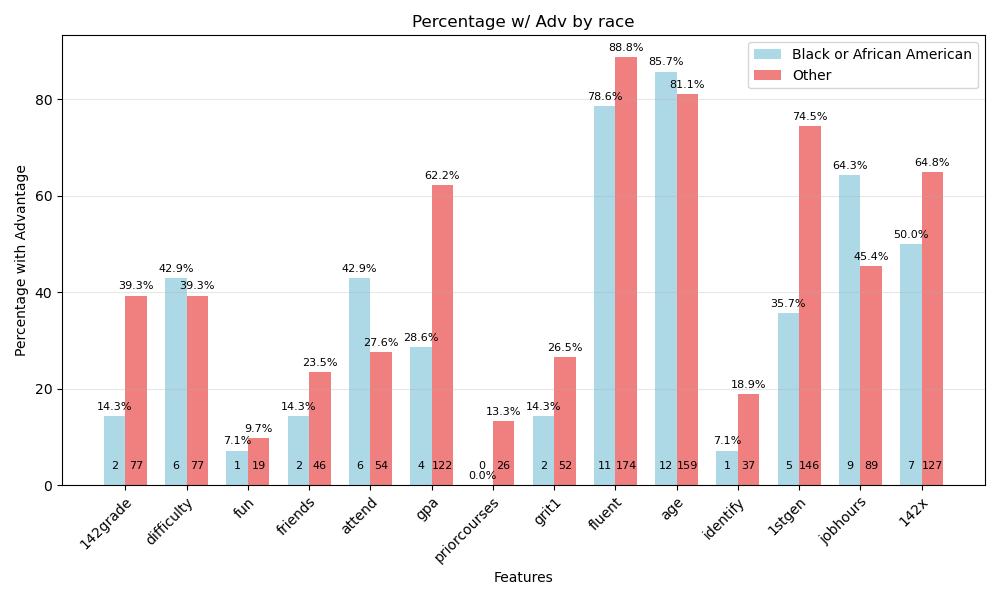 Percentage w/ Adv by race
Black or African American
Other
Percentage with Advantage
80
60
40
20
0
14.3% 39.3% 42.9% 39.3% 7.1% 9.7% 14.3% 23.5% 42.9% 27.6% 28.6% 62.2% 0.0% 13.3% 14.3% 26.5% 78.6% 88.8% 85.7% 81.1% 7.1% 18.9% 35.7% 74.5% 64.3% 45.4% 50.0% 64.8%
2 77 6 77 1 19 2 46 6 54 4 122 0 26 2 52 11 174 12 159 1 37 5 146 9 89 7 127
142grade difficulty fun friends attend gpa priorcourses grit1 fluent age identify 1stgen jobhours 142x
Features